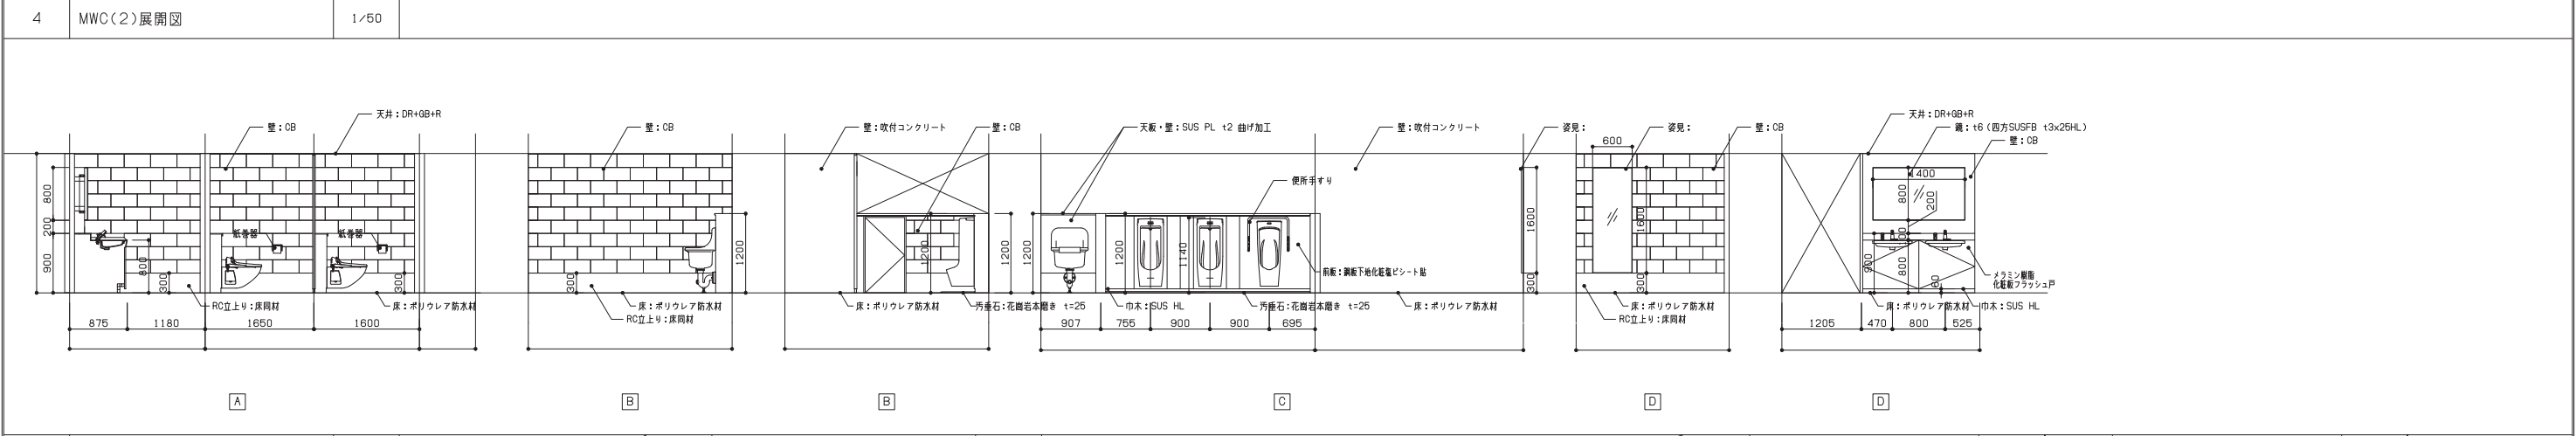 4 MWC(2)展開図 1/50
天井：DR+GB+R
壁：CB
800
200
900
紙巻器
紙巻器
800
300
300
RC立上り：床同材
床：ポリウレア防水材
875 1180 1650 1600
A
壁：CB
1200
300
床：ポリウレア防水材
RC立上り：床同材
B
壁：吹付コンクリート
壁：CB
1200
1200
床：ポリウレア防水材
汚垂石：花崗岩本磨き t=25
B
天板・壁：SUS PL t2 曲げ加工
壁：吹付コンクリート
姿見：
便所手すり
1200
1200
1140
1600
300
前板：鋼板下地化粧塩ビシート貼
巾木：SUS HL
汚垂石：花崗岩本磨き t=25
床：ポリウレア防水材
907 755 900 900 695
C
姿見：
壁：CB
600
1600
300
床：ポリウレア防水材
RC立上り：床同材
D
天井：DR+GB+R
鏡：t6（四方SUSFB t3x25HL）
壁：CB
1400
800
200
900
800
60
メラミン樹脂
化粧板フラッシュ戸
床：ポリウレア防水材
巾木：SUS HL
1205 470 800 525
D